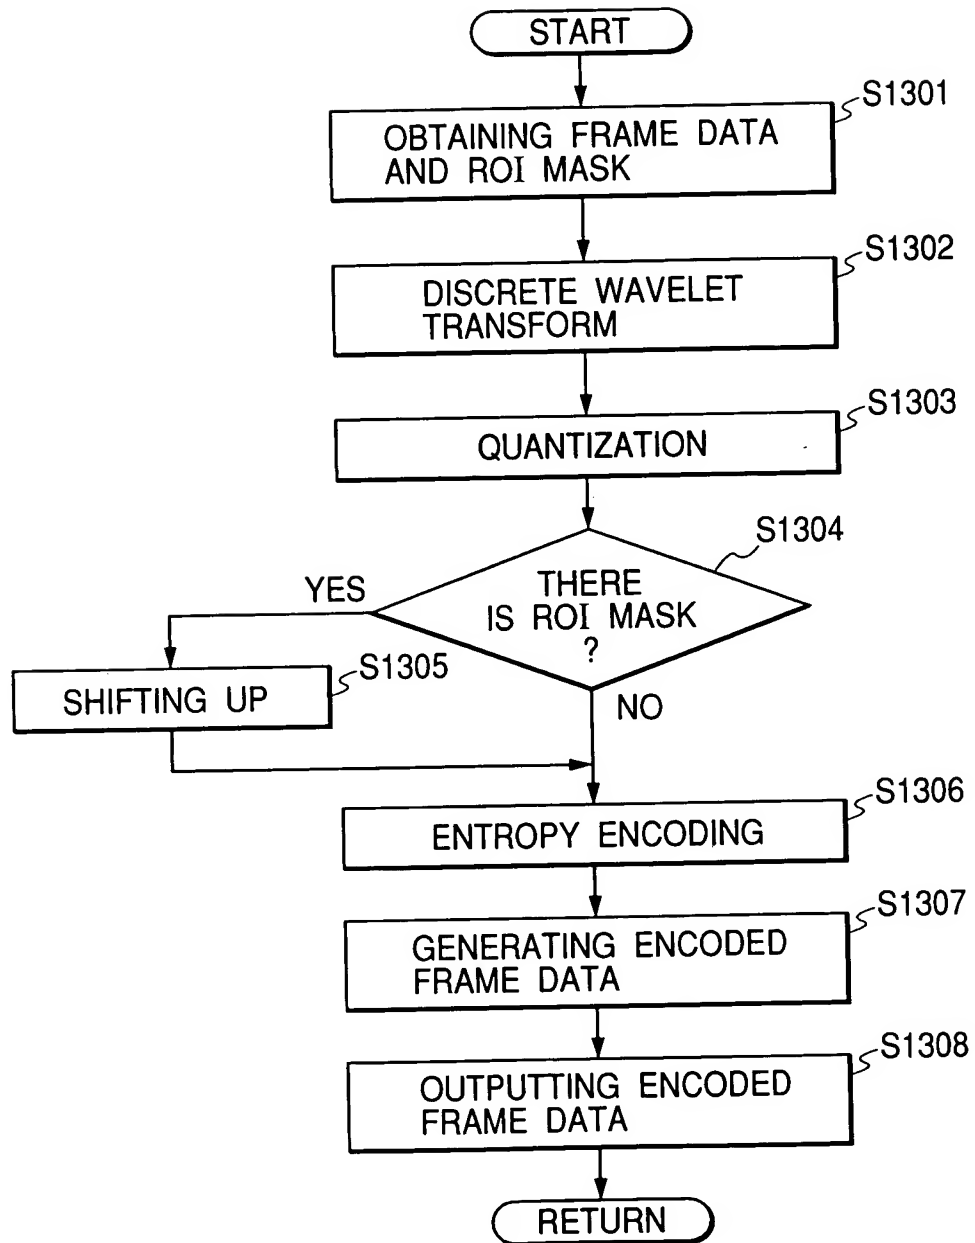 START
S1301
OBTAINING FRAME DATA
AND ROI MASK
S1302
DISCRETE WAVELET
TRANSFORM
S1303
QUANTIZATION
S1304
THERE
IS ROI MASK
?
YES
NO
S1305
SHIFTING UP
S1306
ENTROPY ENCODING
S1307
GENERATING ENCODED
FRAME DATA
S1308
OUTPUTTING ENCODED
FRAME DATA
RETURN